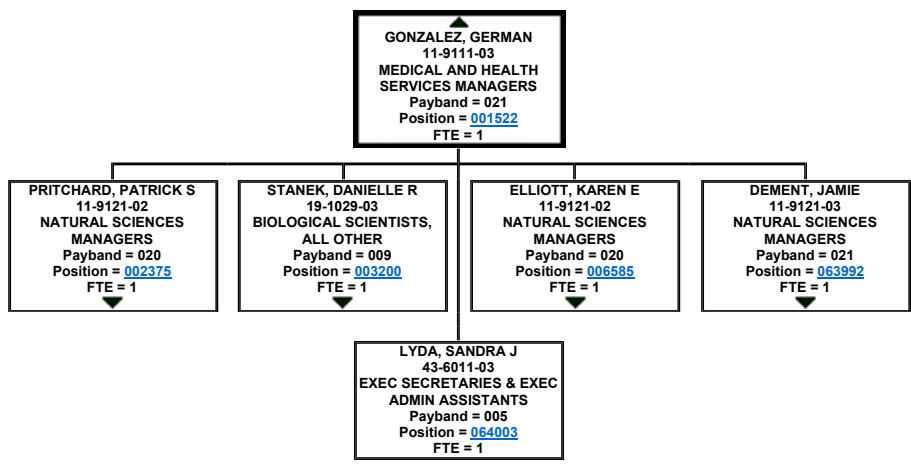 GONZALEZ, GERMAN
11-9111-03
MEDICAL AND HEALTH
SERVICES MANAGERS
Payband = 021
Position = 001522
FTE = 1
PRITCHARD, PATRICK S
11-9121-02
NATURAL SCIENCES
MANAGERS
Payband = 020
Position = 002375
FTE = 1
STANEK, DANIELLE R
19-1029-03
BIOLOGICAL SCIENTISTS,
ALL OTHER
Payband = 009
Position = 003200
FTE = 1
ELLIOTT, KAREN E
11-9121-02
NATURAL SCIENCES
MANAGERS
Payband = 020
Position = 006585
FTE = 1
DEMENT, JAMIE
11-9121-03
NATURAL SCIENCES
MANAGERS
Payband = 021
Position = 063992
FTE = 1
LYDA, SANDRA J
43-6011-03
EXEC SECRETARIES & EXEC
ADMIN ASSISTANTS
Payband = 005
Position = 064003
FTE = 1